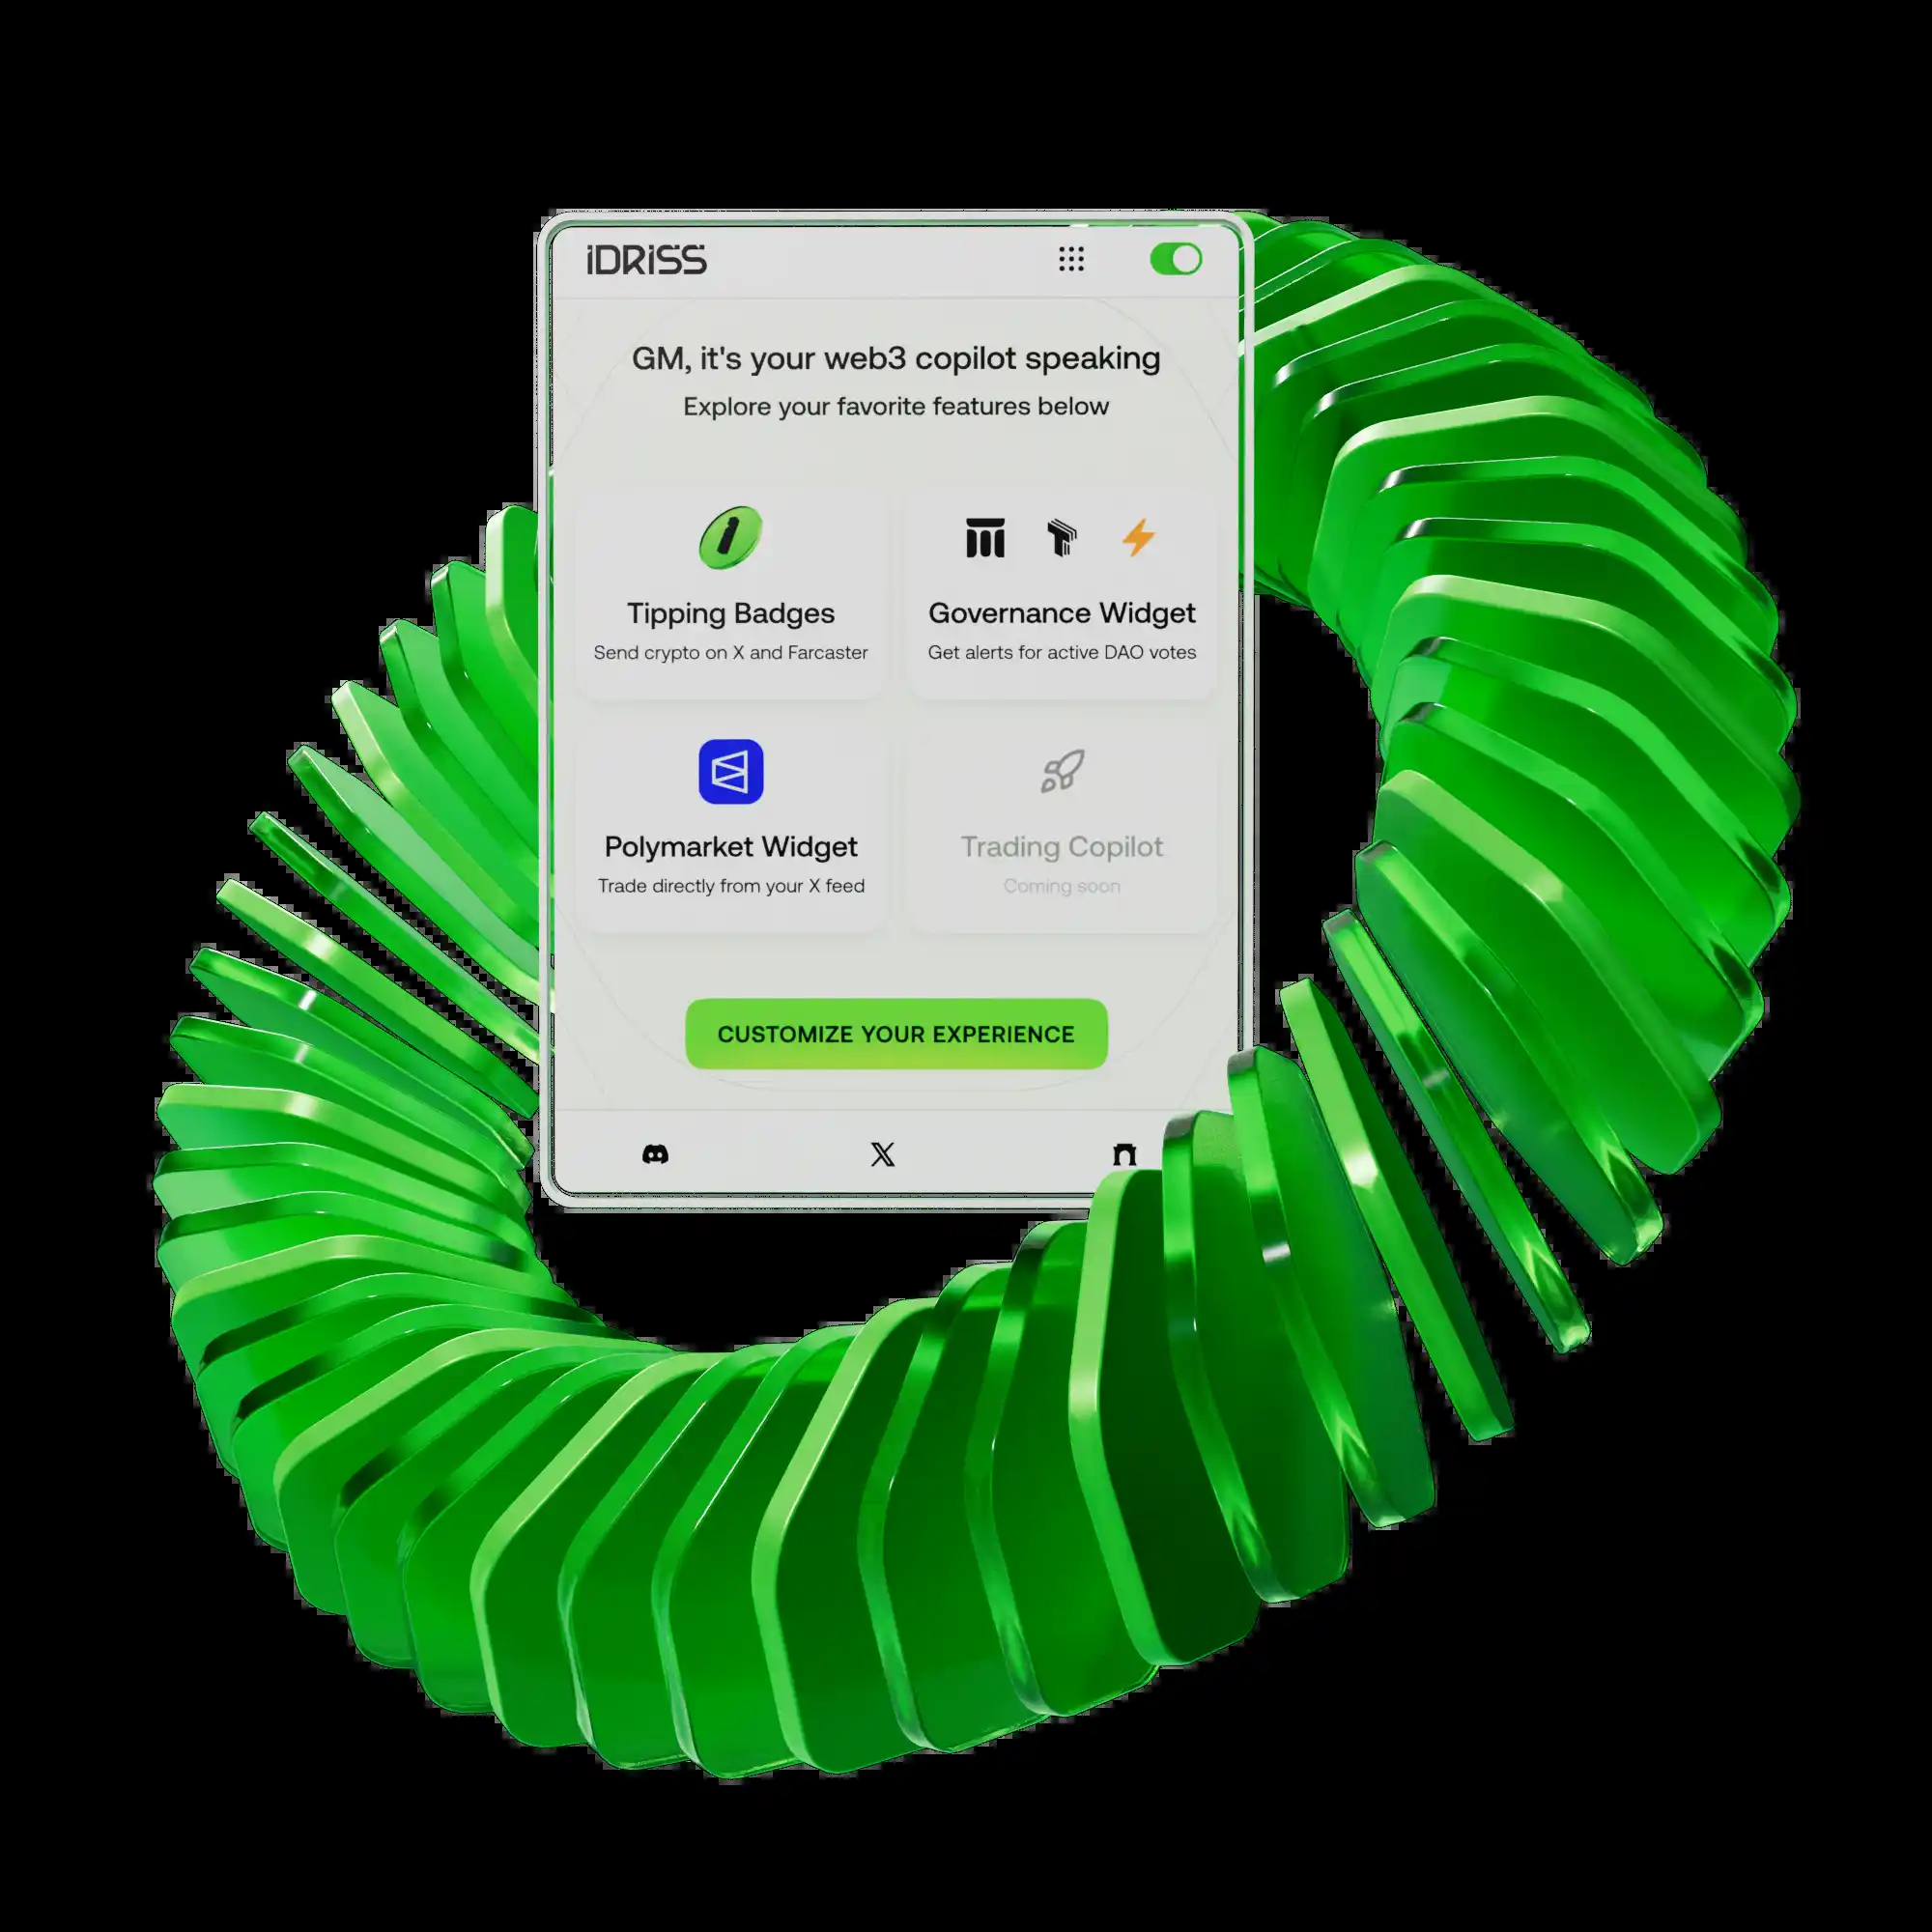 iDRiSS
GM, it's your web3 copilot speaking
Explore your favorite features below
Tipping Badges
Send crypto on X and Farcaster
Governance Widget
Get alerts for active DAO votes
Polymarket Widget
Trade directly from your X feed
Trading Copilot
Coming soon
CUSTOMIZE YOUR EXPERIENCE